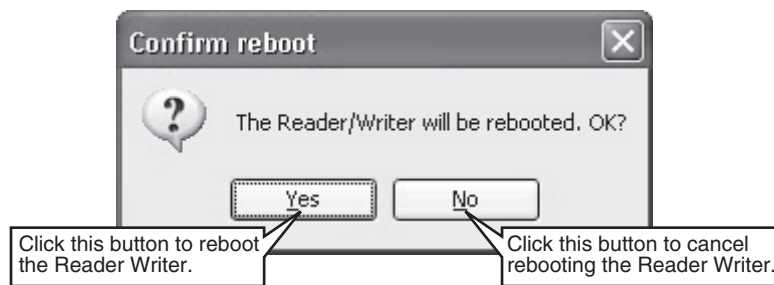 Confirm reboot
?
The Reader/Writer will be rebooted. OK?
Yes
No
Click this button to reboot
the Reader Writer.
Click this button to cancel
rebooting the Reader Writer.